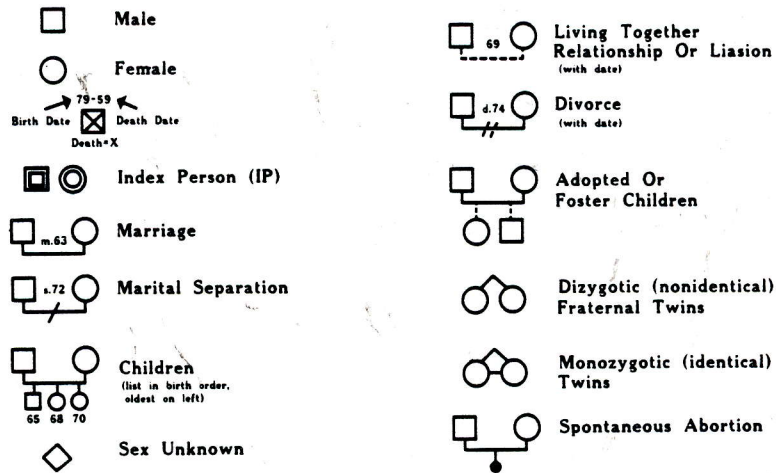 Male
Female
79-59
Birth Date
Death Date
Death=X
Index Person (IP)
m.63
Marriage
s.72
Marital Separation
Children
(list in birth order,
oldest on left)
65 68 70
Sex Unknown
69
Living Together
Relationship Or Liasion
(with date)
d.74
Divorce
(with date)
Adopted Or
Foster Children
Dizygotic (nonidentical)
Fraternal Twins
Monozygotic (identical)
Twins
Spontaneous Abortion